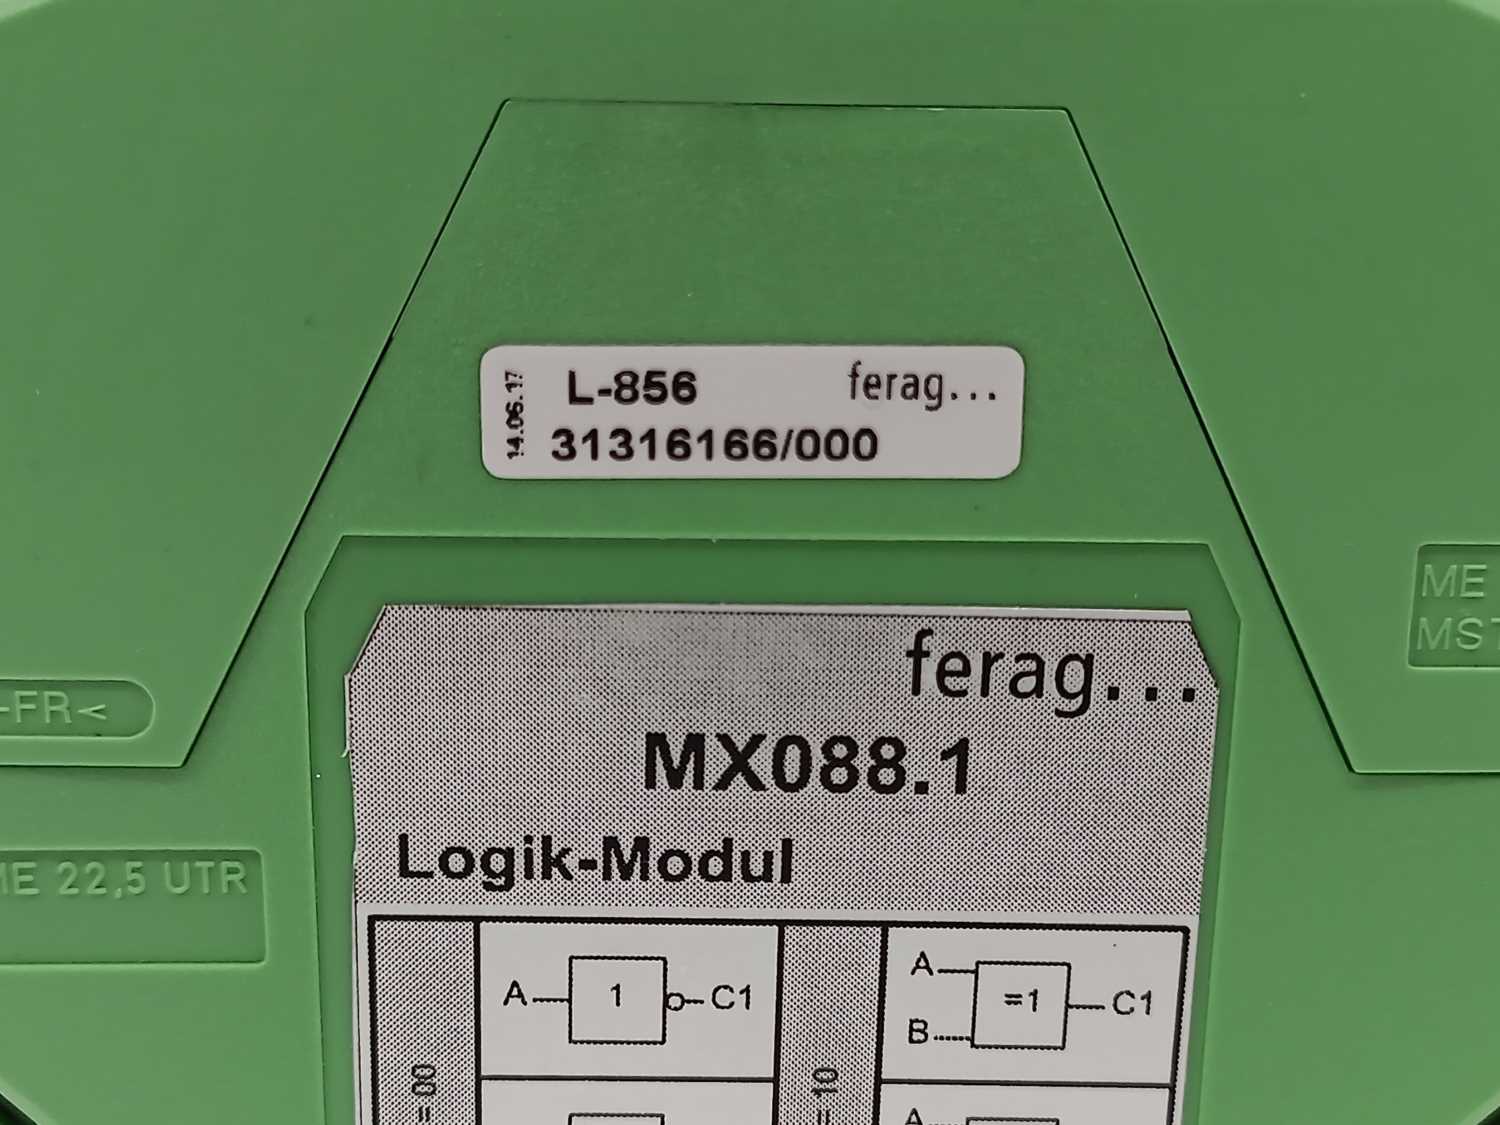 14.06.17
L-856 ferag...
31316166/000
ME
MST
-FR<
ferag...
MX088.1
Logik-Modul
ME 22,5 UTR
A 1 C1
A =1 C1
B
= 00
= 10
A